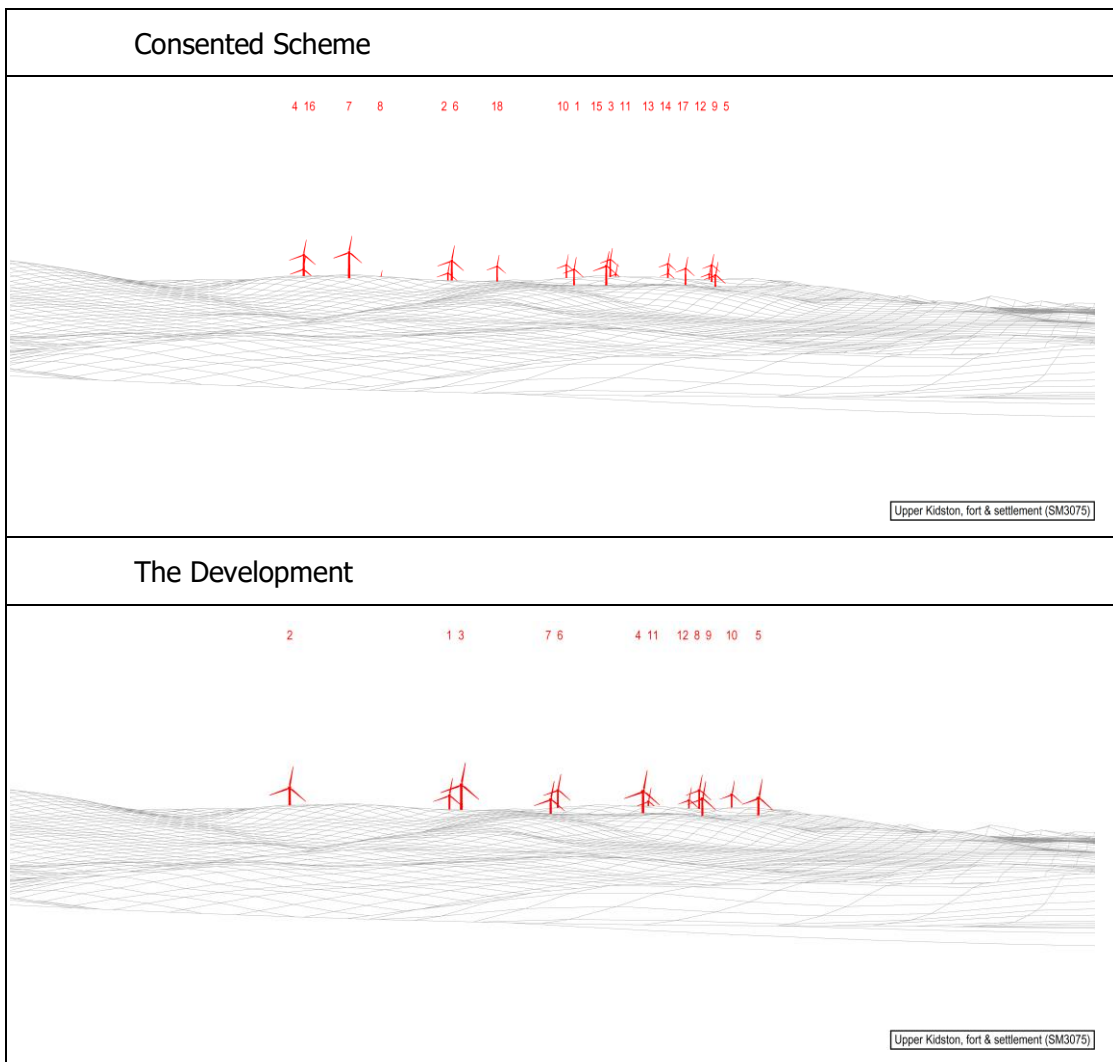 Consented Scheme
4 16 7 8 2 6 18 10 1 15 3 11 13 14 17 12 9 5
Upper Kidston, fort & settlement (SM3075)
The Development
2 1 3 7 6 4 11 12 8 9 10 5
Upper Kidston, fort & settlement (SM3075)